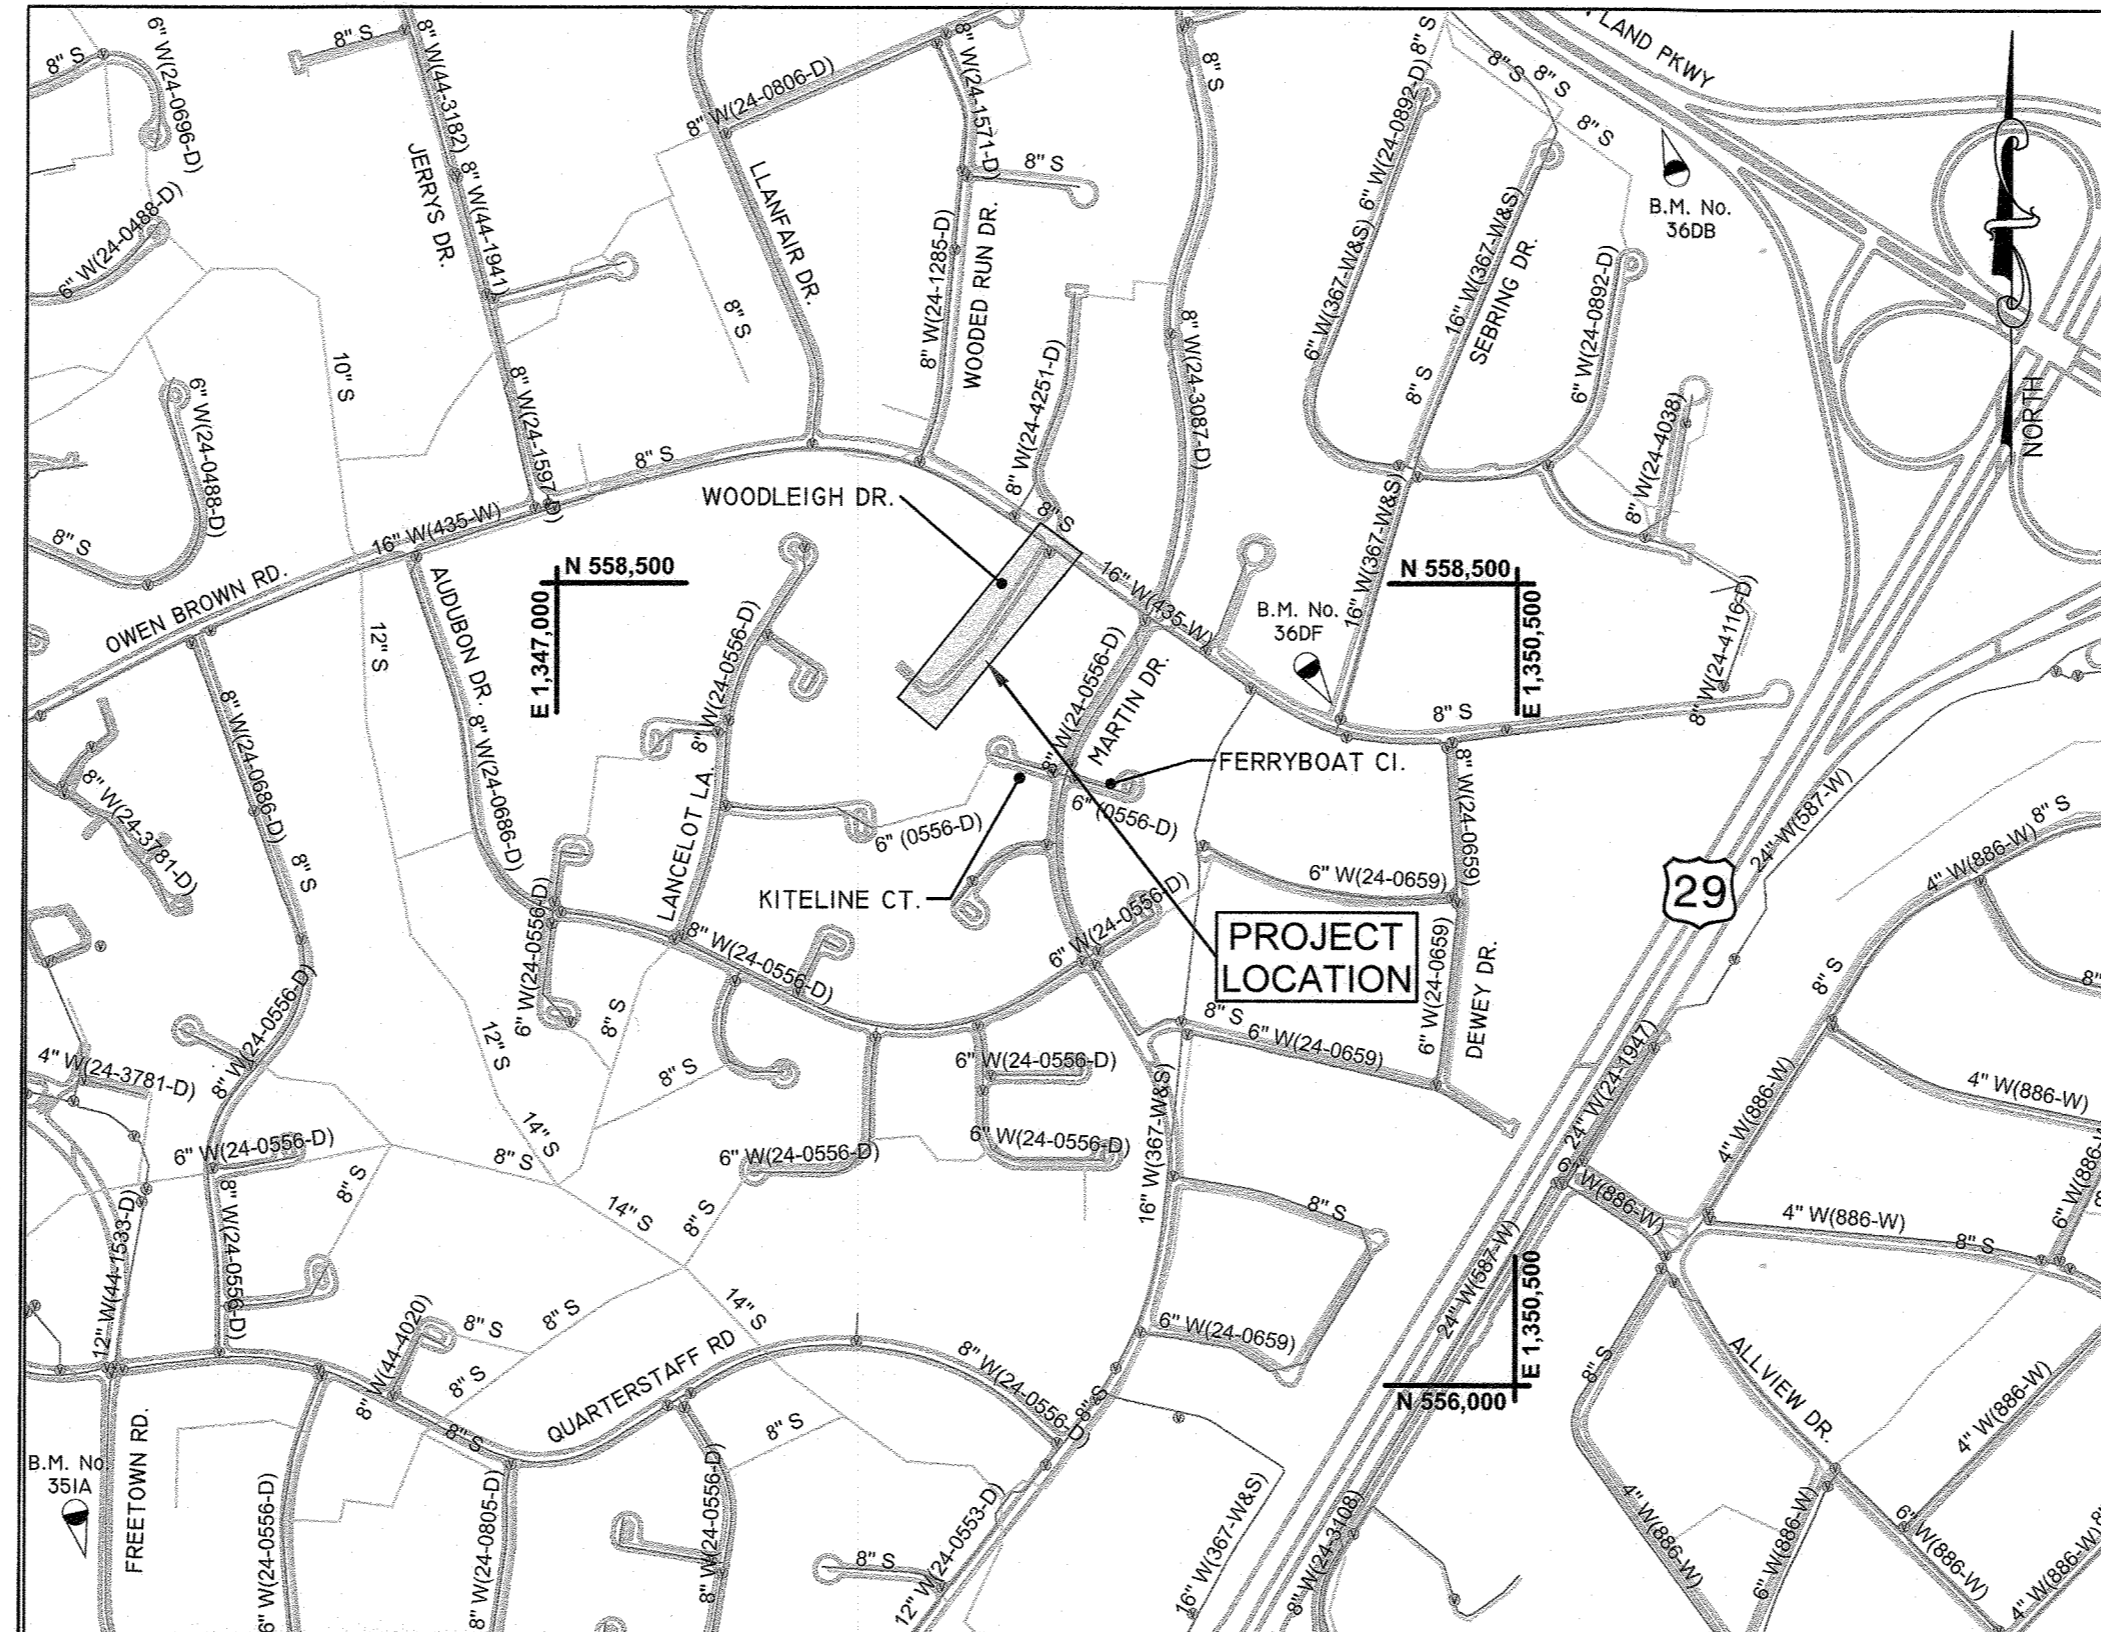 8" S
6" W(24-0696-D)
8" S
8" W(44-3182)
8" W(24-0806-D)
8" W(24-1571-D)
8" S
8" S
6" W(24-0892-D)
8" S
8" S
8" S
8" S
LAND PKWY
6" W(24-0488-D)
JERRYS DR.
8" W(44-1941)
LLANFAIR DR.
8" S
8" W(24-1285-D)
WOODED RUN DR.
6" W(367-W&S)
16" W(367-W&S)
SEBRING DR.
6" W(24-0892-D)
B.M. No.
36DB
NORTH
10" S
6" W(24-0488-D)
8" S
8" W(24-1597-D)
8" S
8" W(24-4251-D)
8" W(24-3087-D)
8" S
8" W(24-4038)
WOODLEIGH DR.
8" S
16" W(435-W)
OWEN BROWN RD.
N 558,500
E 1,347,000
16" W(435-W)
16" W(367-W&S)
N 558,500
E 1,350,500
B.M. No.
36DF
8" W(24-4116-D)
12" S
AUDUBON DR.
8" W(24-0686-D)
8" W(24-0686-D)
8" W(24-0556-D)
LANCELOT LA.
8" W(24-0556-D)
MARTIN DR.
8" S
FERRYBOAT CI.
6" (0556-D)
6" (0556-D)
8" W(24-0659)
8" W(24-3781-D)
8" S
KITELINE CT.
6" W(24-0659)
24" W(587-W)
29
4" W(886-W)
8" S
PROJECT
LOCATION
6" W(24-0556-D)
8" W(24-0556-D)
6" W(24-0556-D)
6" W(24-0659)
DEWEY DR.
8" S
8" S
8" W(24-0556-D)
12" S
8" S
8" S
8" S
6" W(24-0659)
24" W(24-1947)
4" W(24-3781-D)
6" W(24-0556-D)
4" W(886-W)
4" W(886-W)
14" S
6" W(24-0556-D)
8" S
6" W(24-0556-D)
6" W(24-0556-D)
16" W(367-W&S)
8" S
6" W(886-W)
4" W(886-W)
8" S
6" W(886-W
12" W(44-1533-D)
8" W(24-0556-D)
8" S
14" S
8" S
14" S
24" W(587-W)
E 1,350,500
N 556,000
8" W(44-4020)
8" S
8" S
8" S
8" S
QUARTERSTAFF RD
8" W(24-0556-D)
6" W(24-0659)
8" S
8" S
ALLVIEW DR.
4" W(886-W)
B.M. No
351A
FREETOWN RD.
6" W(24-0556-D)
8" W(24-0805-D)
8" W(24-0556-D)
8" S
8" S
12" W(24-0553-D)
16" W(367-W&S)
8" W(24-3108)
4" W(886-W)
6" W(886-W)
6" W(886-W)
4" W(886-W)